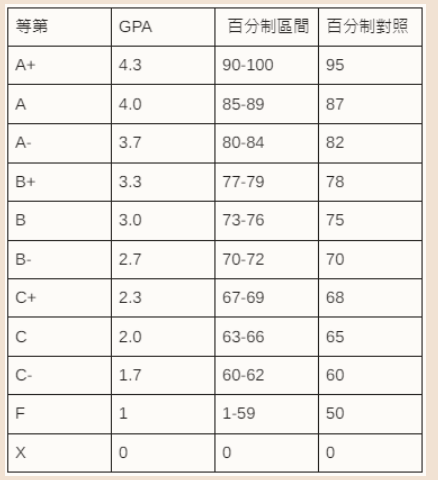 等第 GPA 百分制區間 百分制對照
A+ 4.3 90-100 95
A 4.0 85-89 87
A- 3.7 80-84 82
B+ 3.3 77-79 78
B 3.0 73-76 75
B- 2.7 70-72 70
C+ 2.3 67-69 68
C 2.0 63-66 65
C- 1.7 60-62 60
F 1 1-59 50
X 0 0 0